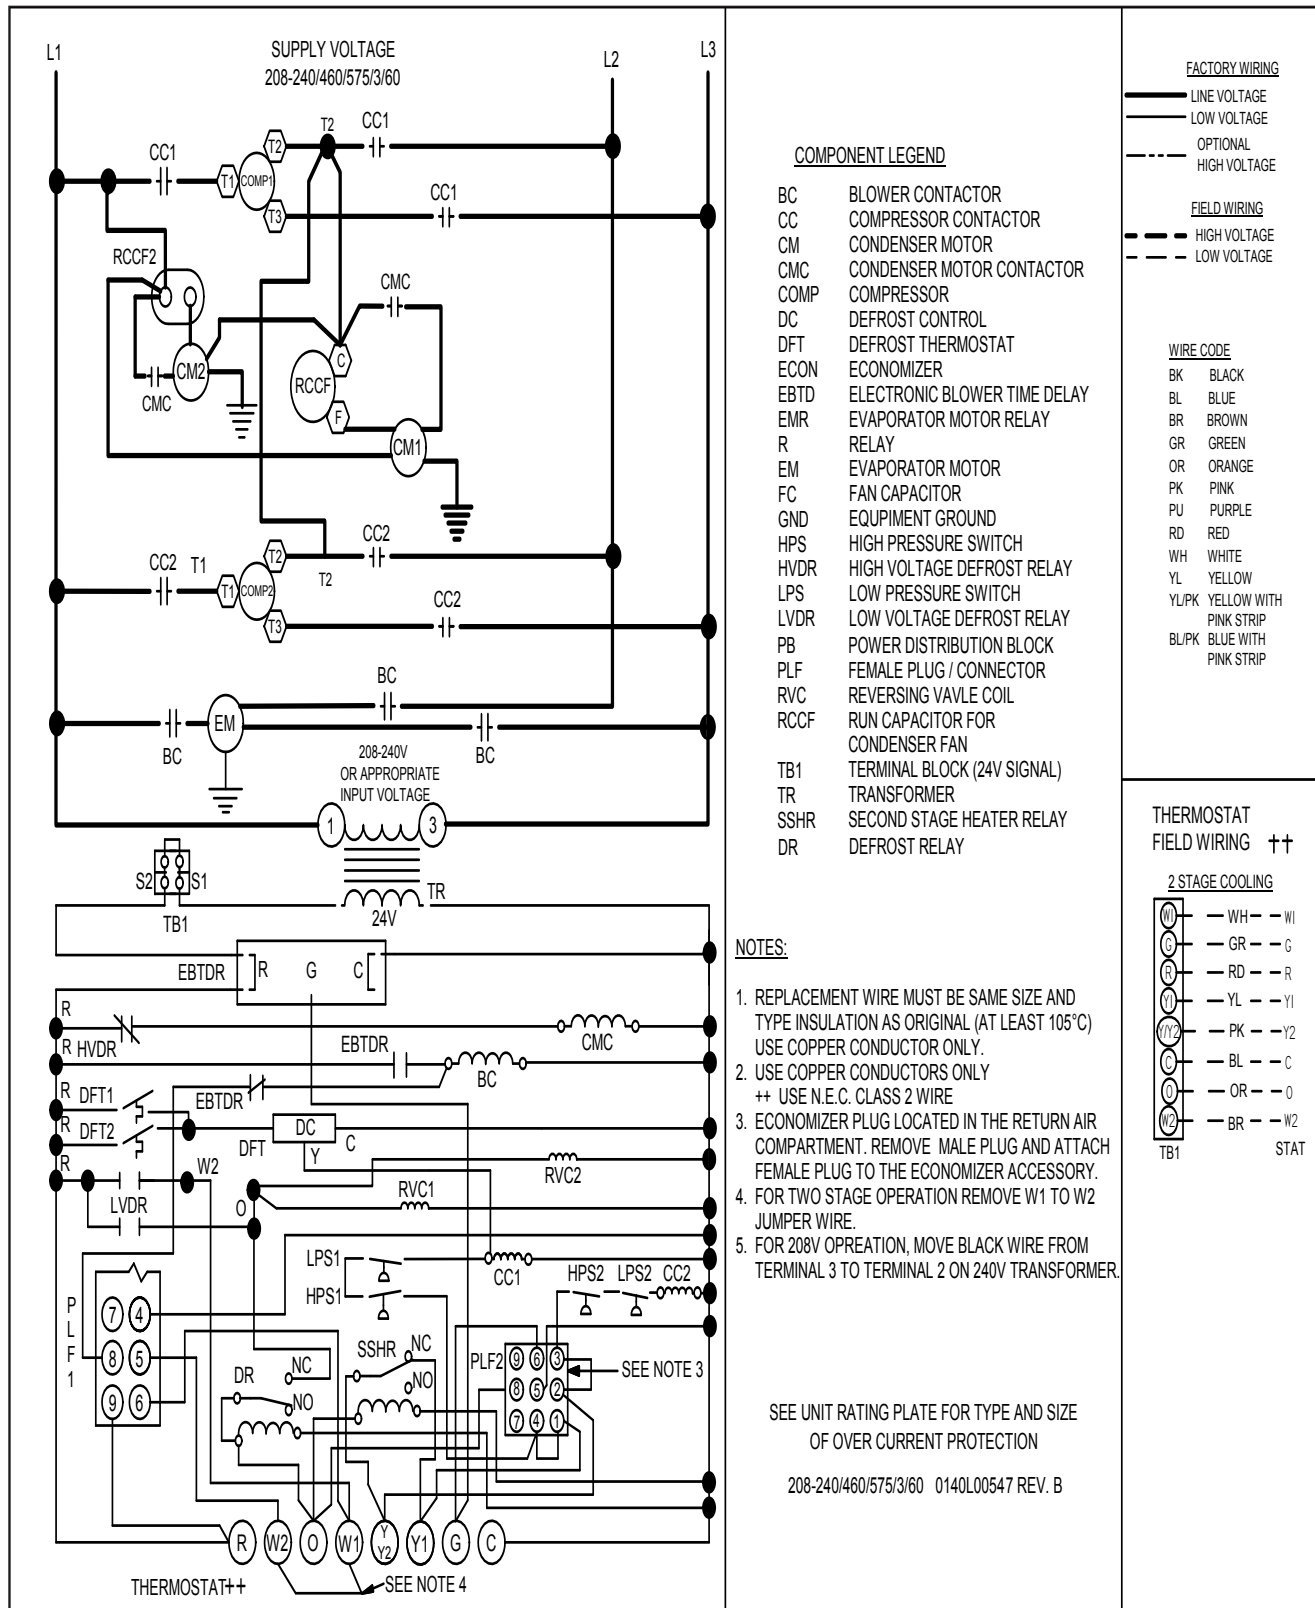 L1
SUPPLY VOLTAGE
208-240/460/575/3/60
L2
L3
T2
CC1
CC1
T2
T1
COMP1
T3
CC1
RCCF2
CMC
C
RCCF
CM2
CMC
F
CM1
CC2
T2
T2
CC2
T1
T1
COMP2
T3
CC2
BC
EM
BC
BC
208-240V
OR APPROPRIATE
INPUT VOLTAGE
1
3
S2
S1
TB1
TR
24V
EBTDR
R
G
C
R
HVDR
CMC
R
EBTDR
BC
R
DFT1
EBTDR
R
DFT2
DFT
DC
Y
C
R
W2
RVC2
LVDR
RVC1
O
LPS1
CC1
HPS1
HPS2
LPS2
CC2
PLF1
7
4
8
5
9
6
DR
NC
NO
SSHR
NC
NO
PLF2
9
6
3
8
5
2
7
4
1
SEE NOTE 3
R
W2
O
W1
Y
Y2
Y1
G
C
THERMOSTAT++
SEE NOTE 4
COMPONENT LEGEND
BC BLOWER CONTACTOR
CC COMPRESSOR CONTACTOR
CM CONDENSER MOTOR
CMC CONDENSER MOTOR CONTACTOR
COMP COMPRESSOR
DC DEFROST CONTROL
DFT DEFROST THERMOSTAT
ECON ECONOMIZER
EBTD ELECTRONIC BLOWER TIME DELAY
EMR EVAPORATOR MOTOR RELAY
R RELAY
EM EVAPORATOR MOTOR
FC FAN CAPACITOR
GND EQUPIMENT GROUND
HPS HIGH PRESSURE SWITCH
HVDR HIGH VOLTAGE DEFROST RELAY
LPS LOW PRESSURE SWITCH
LVDR LOW VOLTAGE DEFROST RELAY
PB POWER DISTRIBUTION BLOCK
PLF FEMALE PLUG / CONNECTOR
RVC REVERSING VAVLE COIL
RCCF RUN CAPACITOR FOR
CONDENSER FAN
TB1 TERMINAL BLOCK (24V SIGNAL)
TR TRANSFORMER
SSHR SECOND STAGE HEATER RELAY
DR DEFROST RELAY
NOTES:
1. REPLACEMENT WIRE MUST BE SAME SIZE AND
TYPE INSULATION AS ORIGINAL (AT LEAST 105°C)
USE COPPER CONDUCTOR ONLY.
2. USE COPPER CONDUCTORS ONLY
++ USE N.E.C. CLASS 2 WIRE
3. ECONOMIZER PLUG LOCATED IN THE RETURN AIR
COMPARTMENT. REMOVE MALE PLUG AND ATTACH
FEMALE PLUG TO THE ECONOMIZER ACCESSORY.
4. FOR TWO STAGE OPERATION REMOVE W1 TO W2
JUMPER WIRE.
5. FOR 208V OPREATION, MOVE BLACK WIRE FROM
TERMINAL 3 TO TERMINAL 2 ON 240V TRANSFORMER.
SEE UNIT RATING PLATE FOR TYPE AND SIZE
OF OVER CURRENT PROTECTION
208-240/460/575/3/60 0140L00547 REV. B
FACTORY WIRING
LINE VOLTAGE
LOW VOLTAGE
OPTIONAL
HIGH VOLTAGE
FIELD WIRING
HIGH VOLTAGE
LOW VOLTAGE
WIRE CODE
BK BLACK
BL BLUE
BR BROWN
GR GREEN
OR ORANGE
PK PINK
PU PURPLE
RD RED
WH WHITE
YL YELLOW
YL/PK YELLOW WITH
PINK STRIP
BL/PK BLUE WITH
PINK STRIP
THERMOSTAT
FIELD WIRING ++
2 STAGE COOLING
W1 WH W1
G GR G
R RD R
Y1 YL Y1
Y/Y2 PK Y2
C BL C
O OR O
W2 BR W2
TB1
STAT